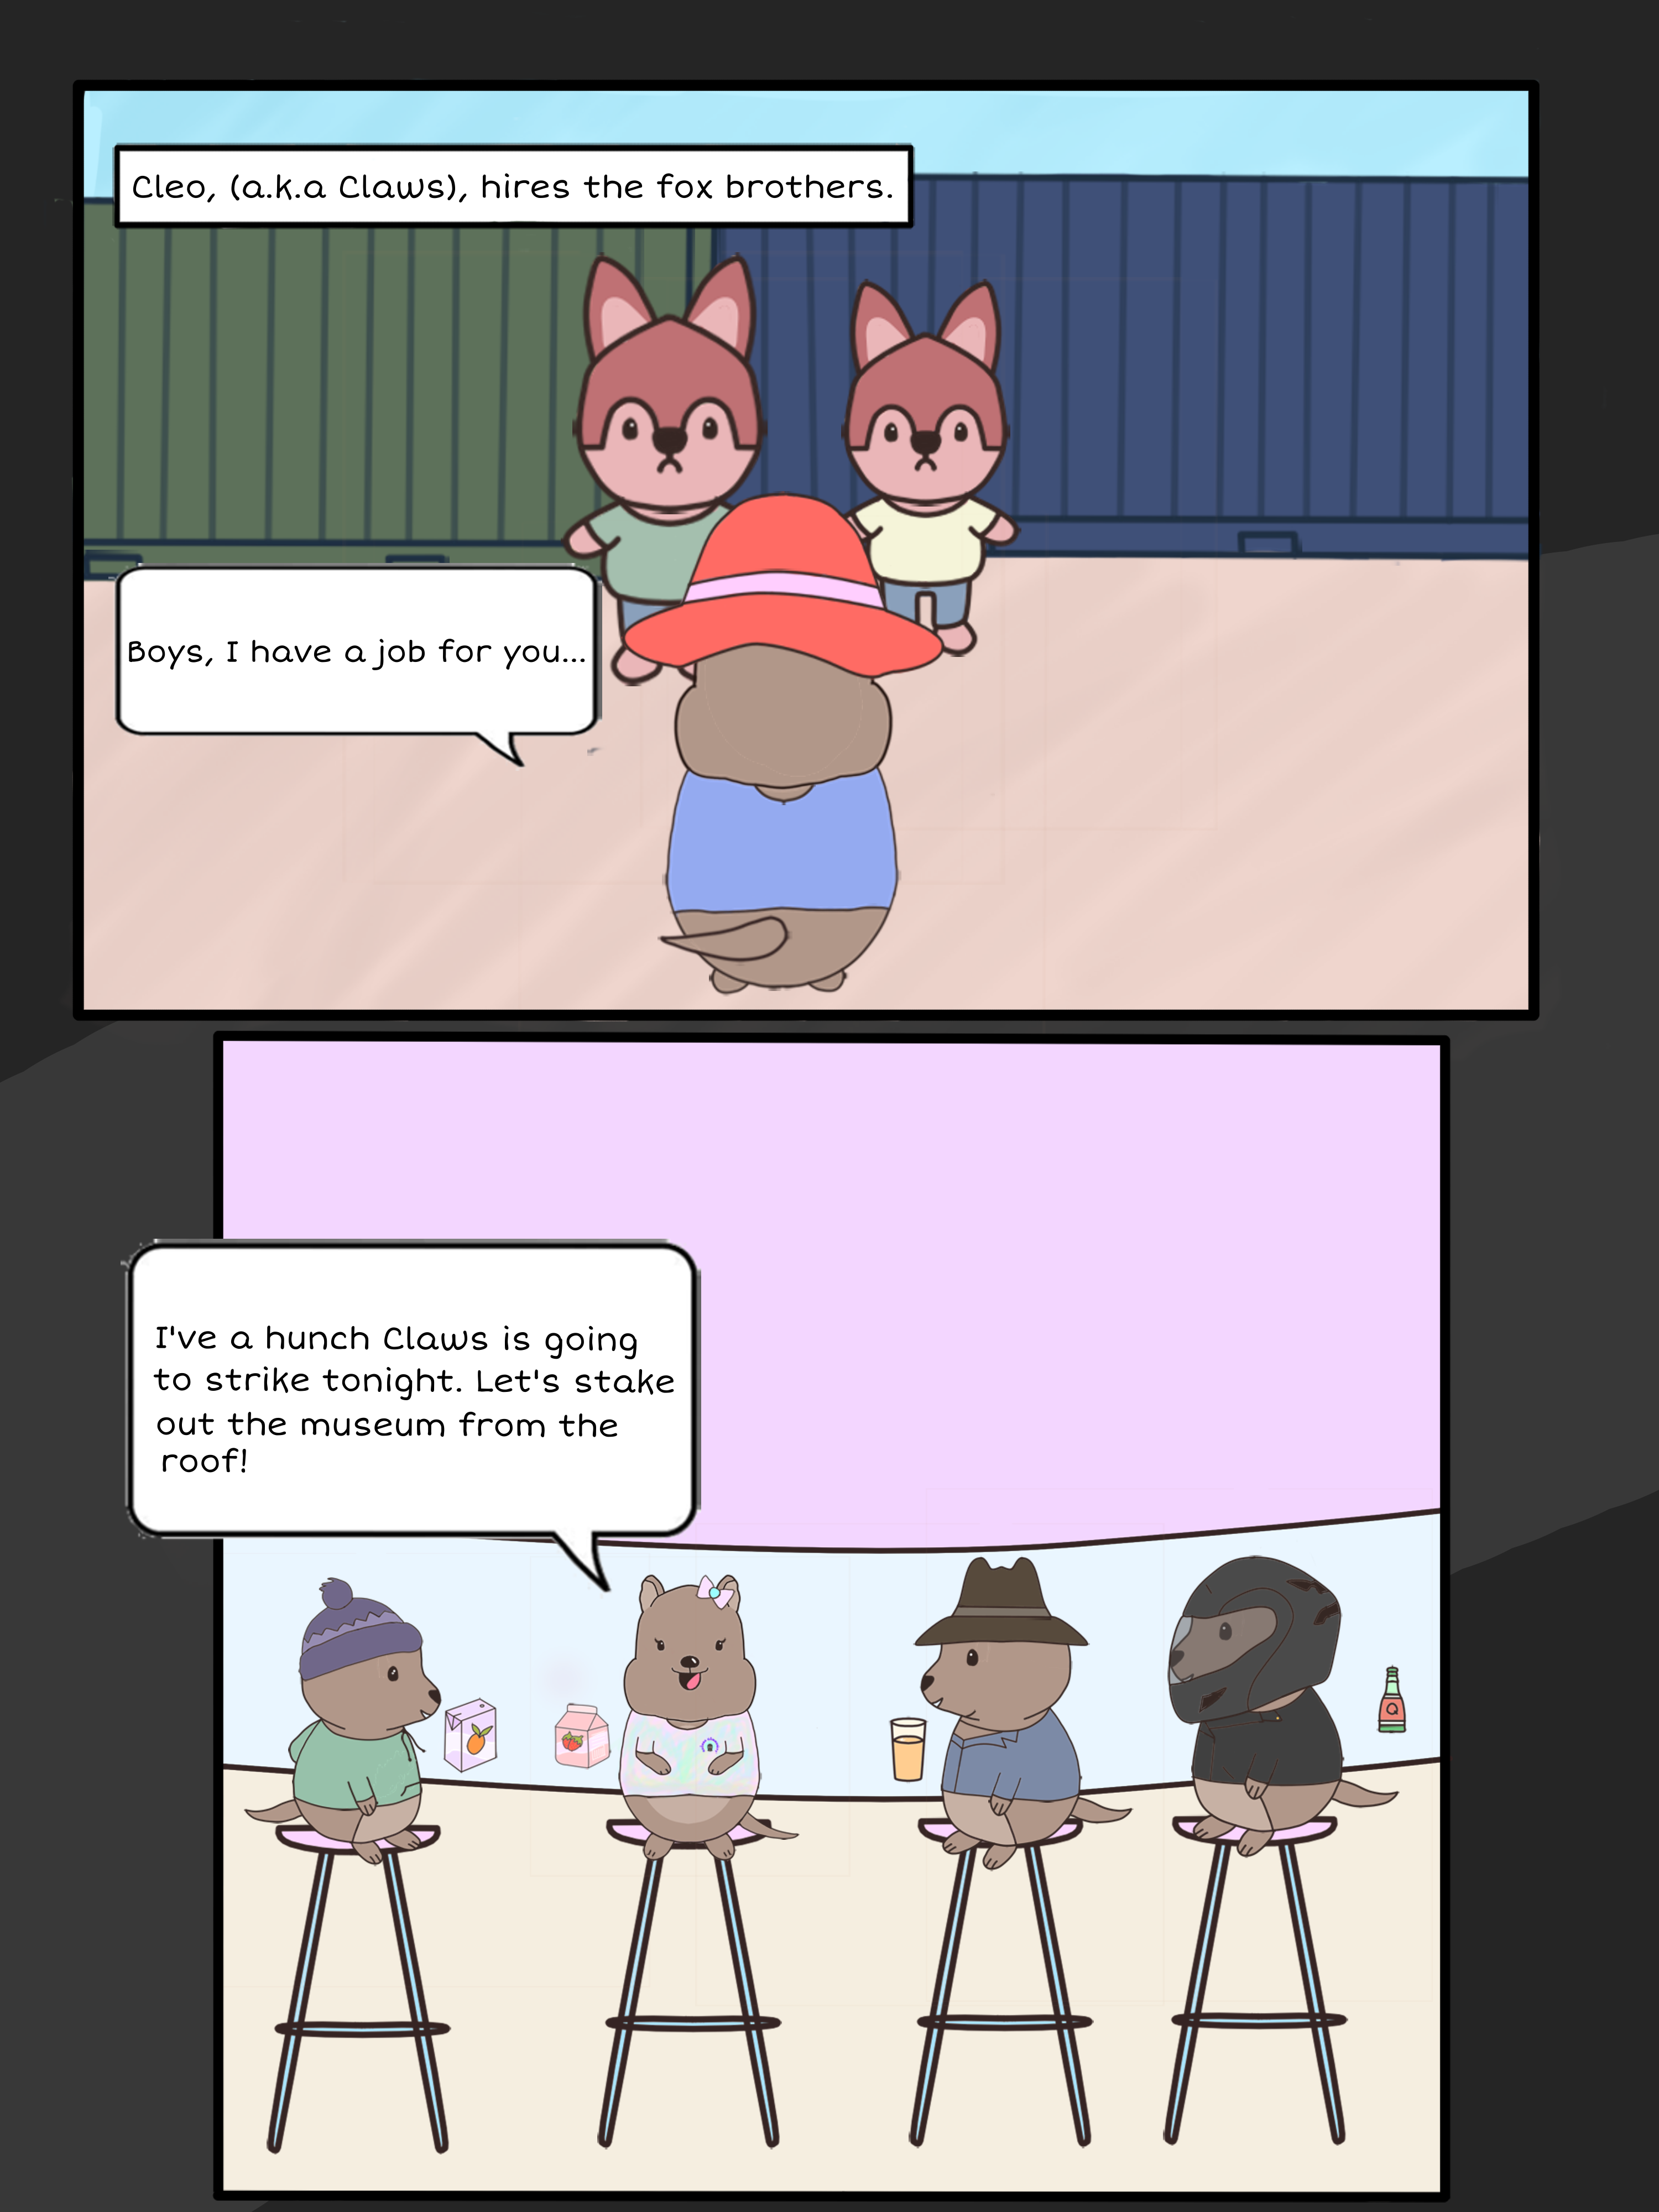 Cleo, (a.k.a Claws), hires the fox brothers.
Boys, I have a job for you...
I've a hunch Claws is going
to strike tonight. Let's stake
out the museum from the
roof!
Q